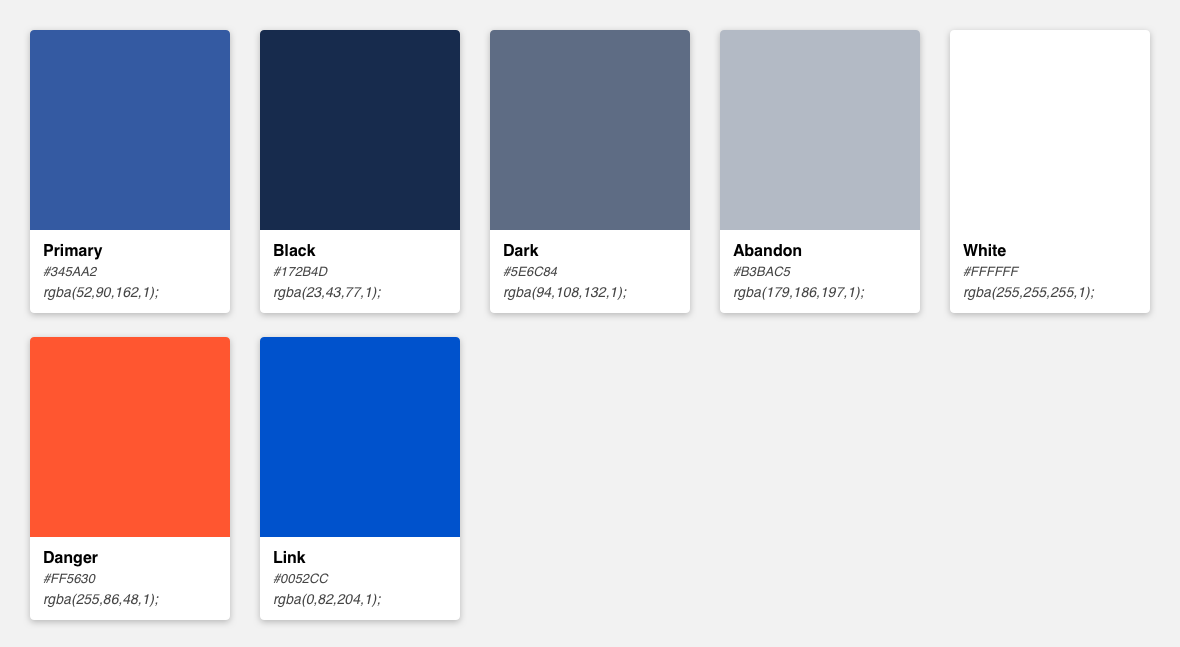 Primary
#345AA2
rgba(52,90,162,1);
Black
#172B4D
rgba(23,43,77,1);
Dark
#5E6C84
rgba(94,108,132,1);
Abandon
#B3BAC5
rgba(179,186,197,1);
White
#FFFFFF
rgba(255,255,255,1);
Danger
#FF5630
rgba(255,86,48,1);
Link
#0052CC
rgba(0,82,204,1);